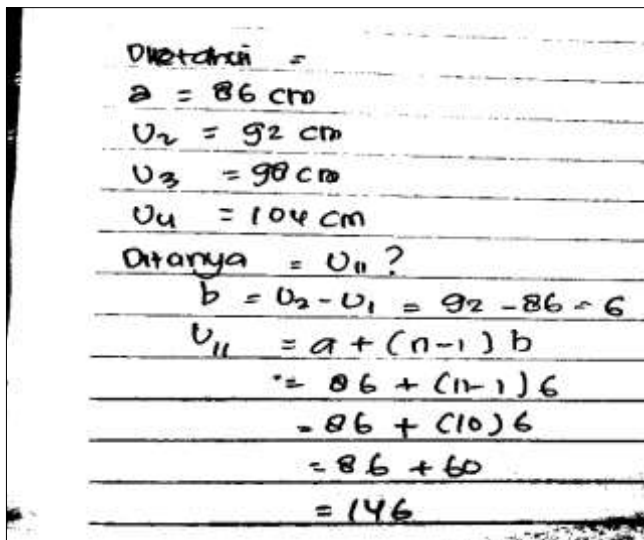 Diketahui =
a = 86 cm
U2 = 92 cm
U3 = 98 cm
U4 = 104 cm
Ditanya = U11 ?
b = U2 - U1 = 92 - 86 = 6
U11 = a + (n-1) b
= 86 + (11-1) 6
= 86 + (10) 6
= 86 + 60
= 146